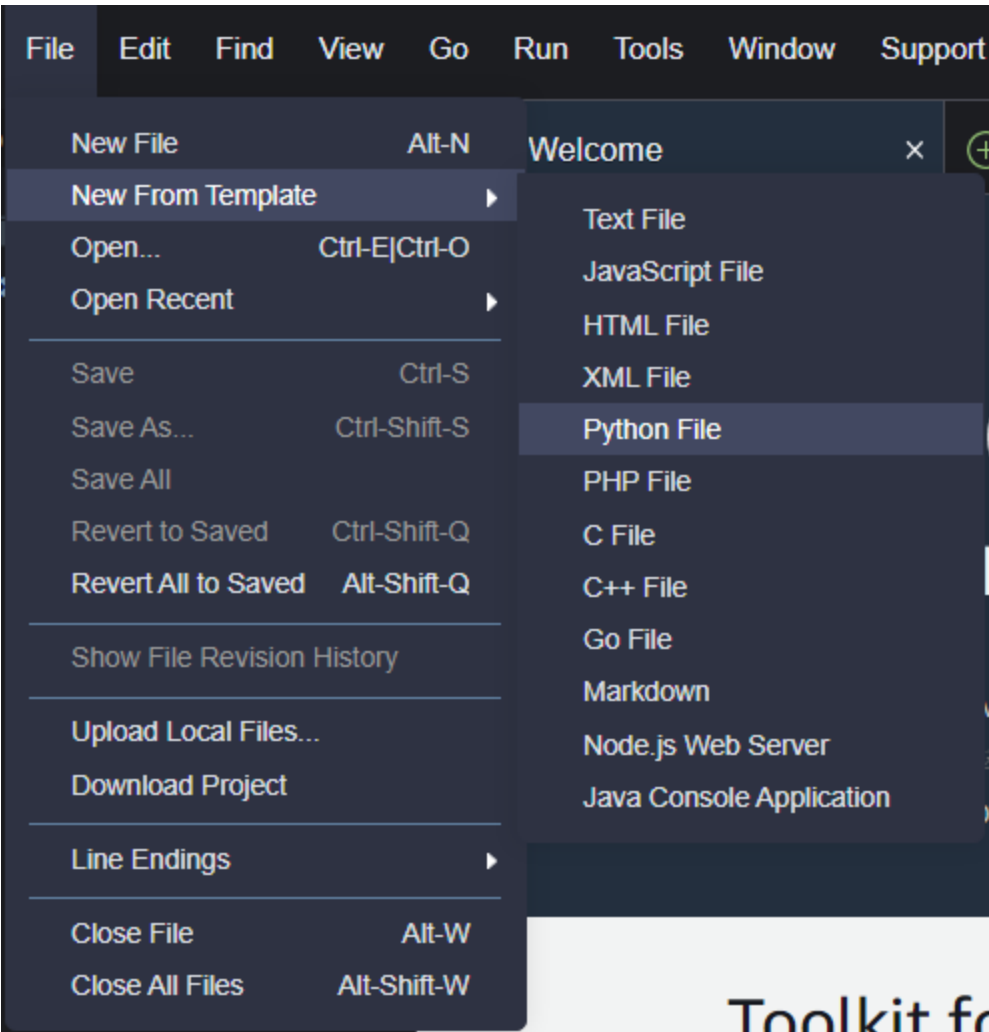 File Edit Find View Go Run Tools Window Support
New File Alt-N
New From Template
Open... Ctrl-E|Ctrl-O
Open Recent
Save Ctrl-S
Save As... Ctrl-Shift-S
Save All
Revert to Saved Ctrl-Shift-Q
Revert All to Saved Alt-Shift-Q
Show File Revision History
Upload Local Files...
Download Project
Line Endings
Close File Alt-W
Close All Files Alt-Shift-W
Welcome ×
Text File
JavaScript File
HTML File
XML File
Python File
PHP File
C File
C++ File
Go File
Markdown
Node.js Web Server
Java Console Application
Toolkit